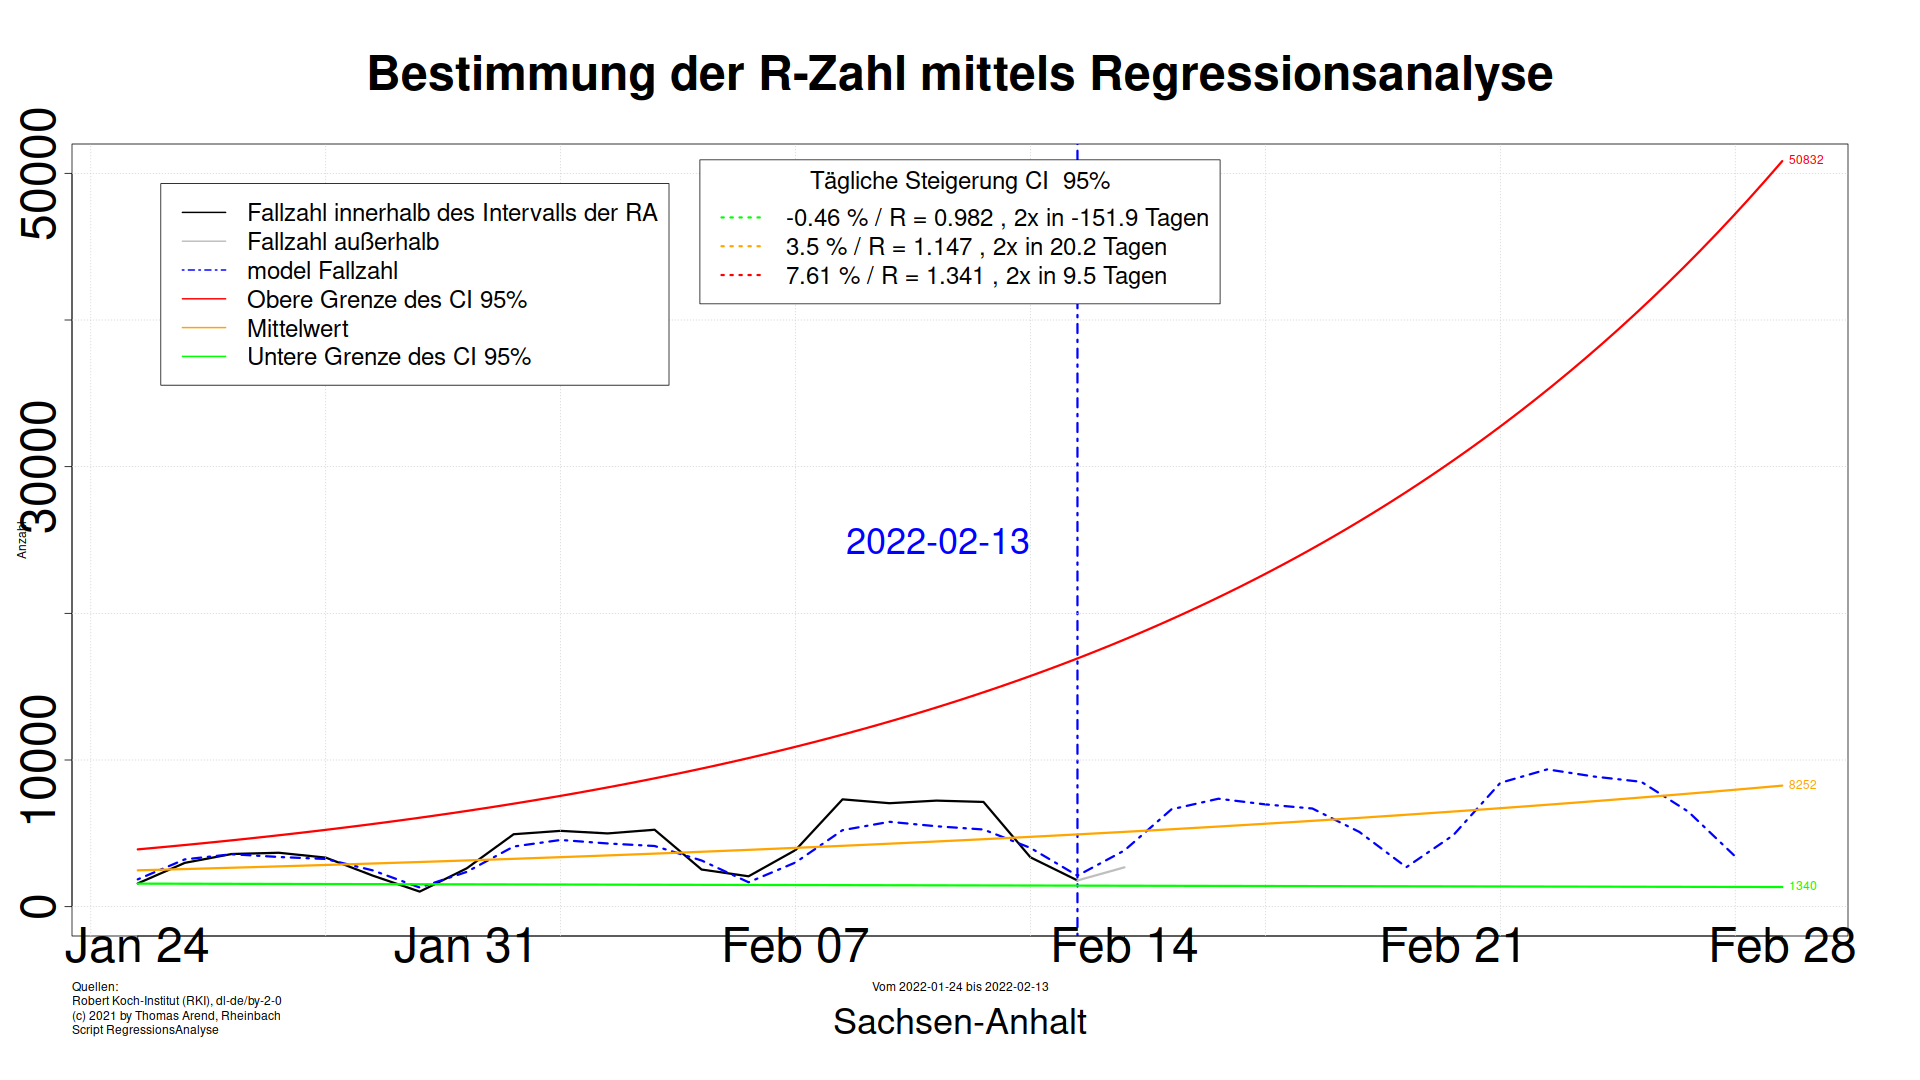 Bestimmung der R-Zahl mittels Regressionsanalyse
50000
30000
10000
0
Anzahl
Fallzahl innerhalb des Intervalls der RA
Fallzahl außerhalb
model Fallzahl
Obere Grenze des CI 95%
Mittelwert
Untere Grenze des CI 95%
Tägliche Steigerung CI 95%
-0.46 % / R = 0.982 , 2x in -151.9 Tagen
3.5 % / R = 1.147 , 2x in 20.2 Tagen
7.61 % / R = 1.341 , 2x in 9.5 Tagen
50832
2022-02-13
8252
1340
Jan 24
Jan 31
Feb 07
Feb 14
Feb 21
Feb 28
Quellen:
Robert Koch-Institut (RKI), dl-de/by-2-0
(c) 2021 by Thomas Arend, Rheinbach
Script RegressionsAnalyse
Vom 2022-01-24 bis 2022-02-13
Sachsen-Anhalt